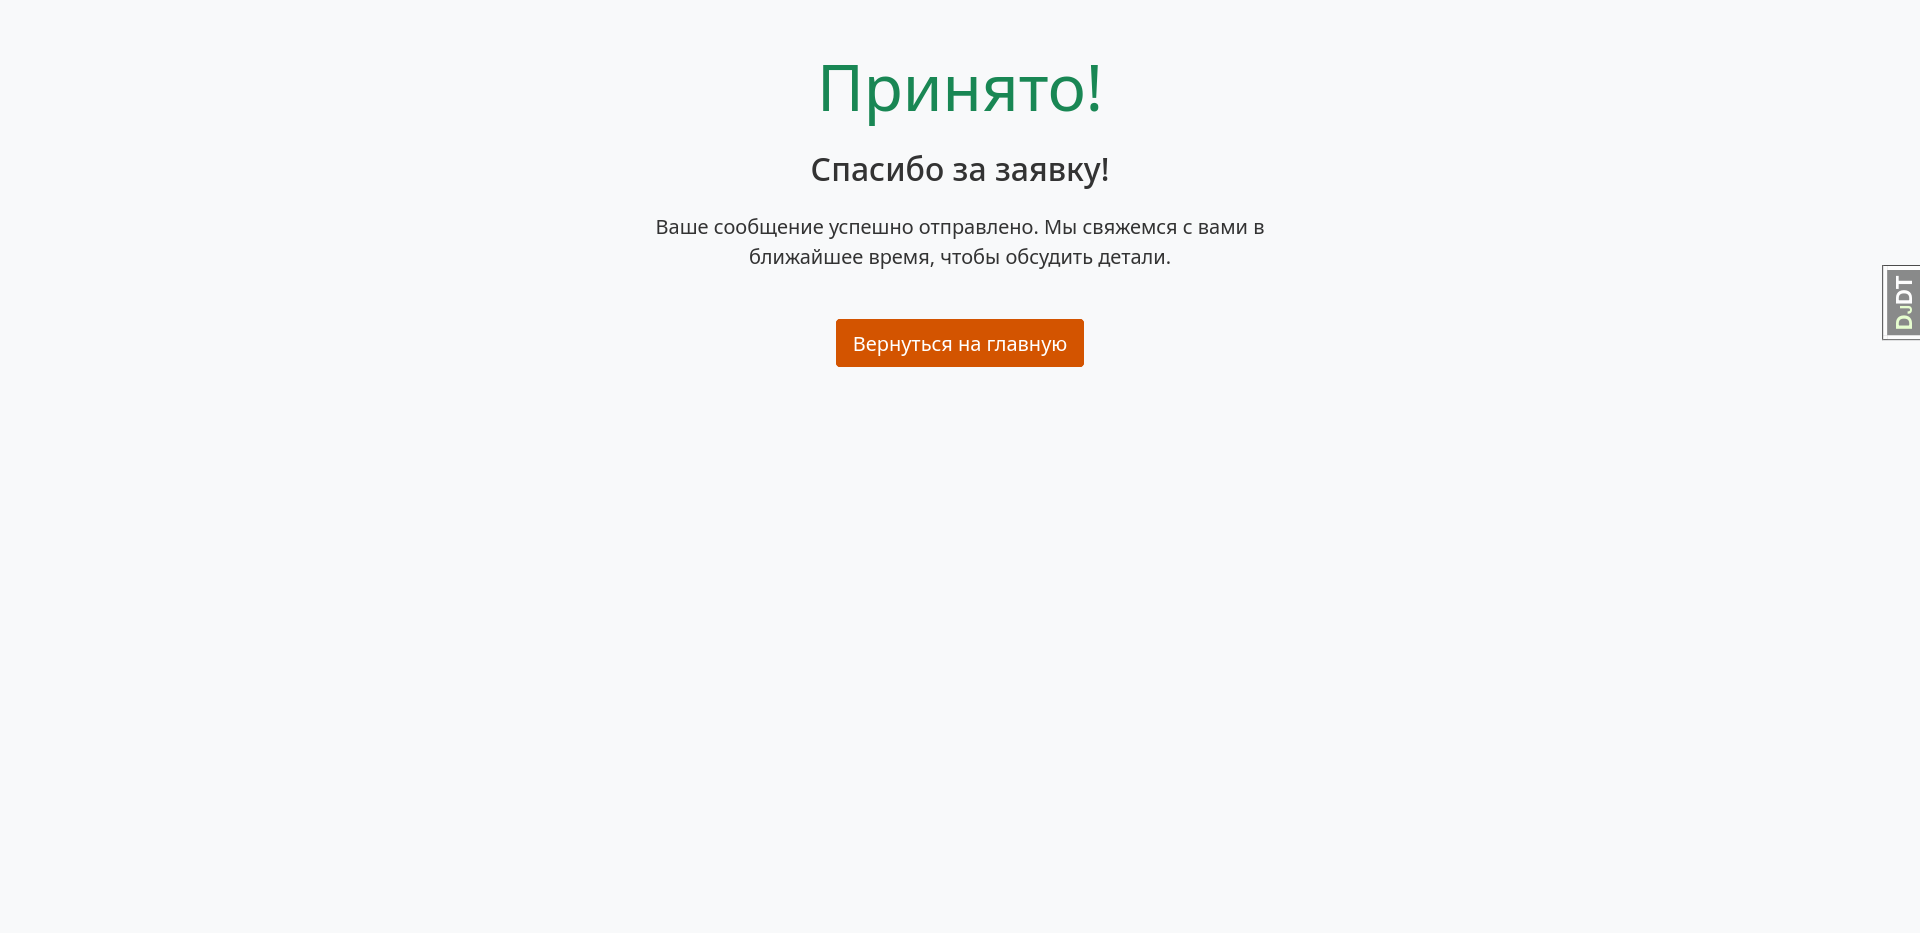 Принято!
Спасибо за заявку!
Ваше сообщение успешно отправлено. Мы свяжемся с вами в
ближайшее время, чтобы обсудить детали.
Вернуться на главную
DJDT